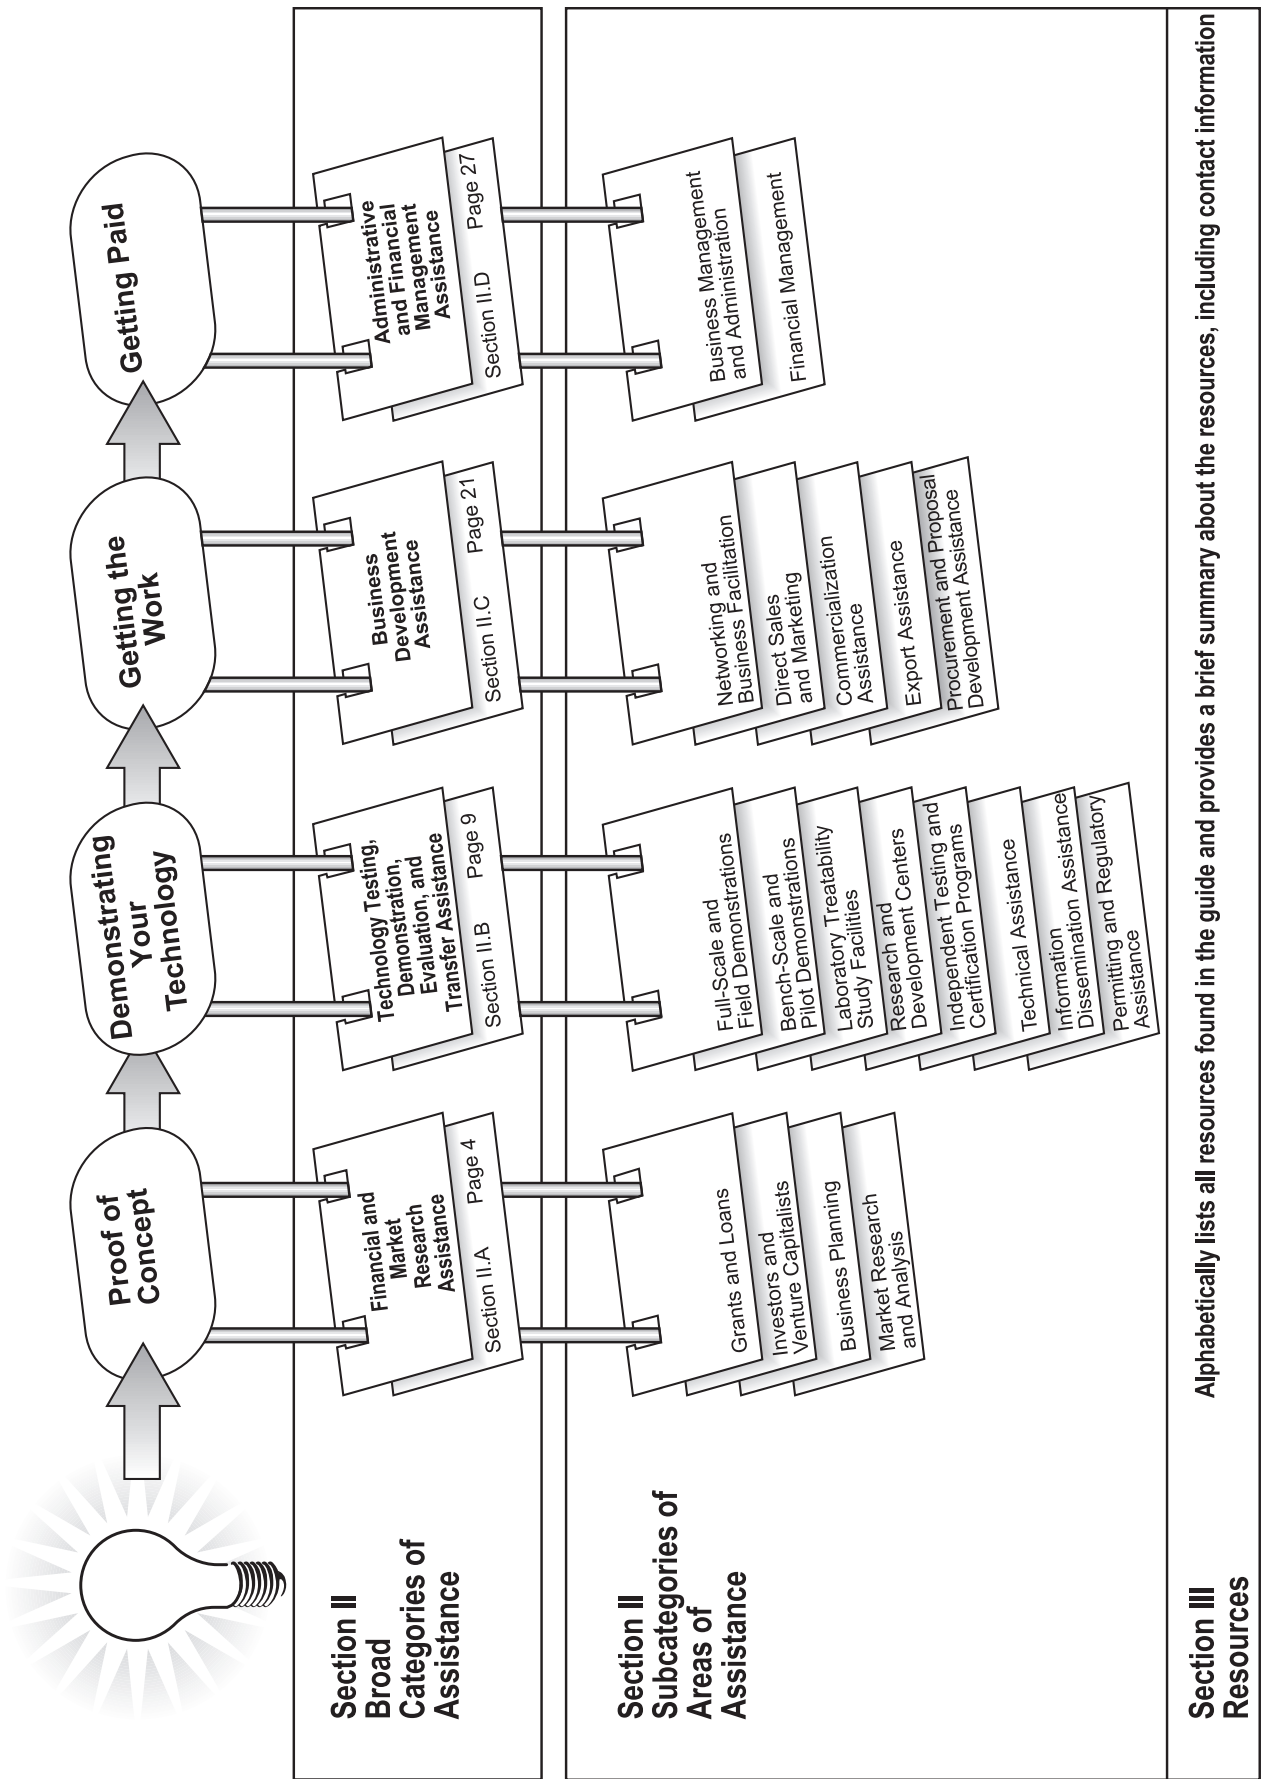 Proof of
Concept
Demonstrating
Your
Technology
Getting the
Work
Getting Paid
Section II
Broad
Categories of
Assistance
Financial and
Market
Research
Assistance
Section II.A Page 4
Technology Testing,
Demonstration,
Evaluation, and
Transfer Assistance
Section II.B Page 9
Business
Development
Assistance
Section II.C Page 21
Administrative
and Financial
Management
Assistance
Section II.D Page 27
Section II
Subcategories of
Areas of
Assistance
Grants and Loans
Investors and
Venture Capitalists
Business Planning
Market Research
and Analysis
Full-Scale and
Field Demonstrations
Bench-Scale and
Pilot Demonstrations
Laboratory Treatability
Study Facilities
Research and
Development Centers
Independent Testing and
Certification Programs
Technical Assistance
Information
Dissemination Assistance
Permitting and Regulatory
Assistance
Networking and
Business Facilitation
Direct Sales
and Marketing
Commercialization
Assistance
Export Assistance
Procurement and Proposal
Development Assistance
Business Management
and Administration
Financial Management
Section III
Resources
Alphabetically lists all resources found in the guide and provides a brief summary about the resources, including contact information